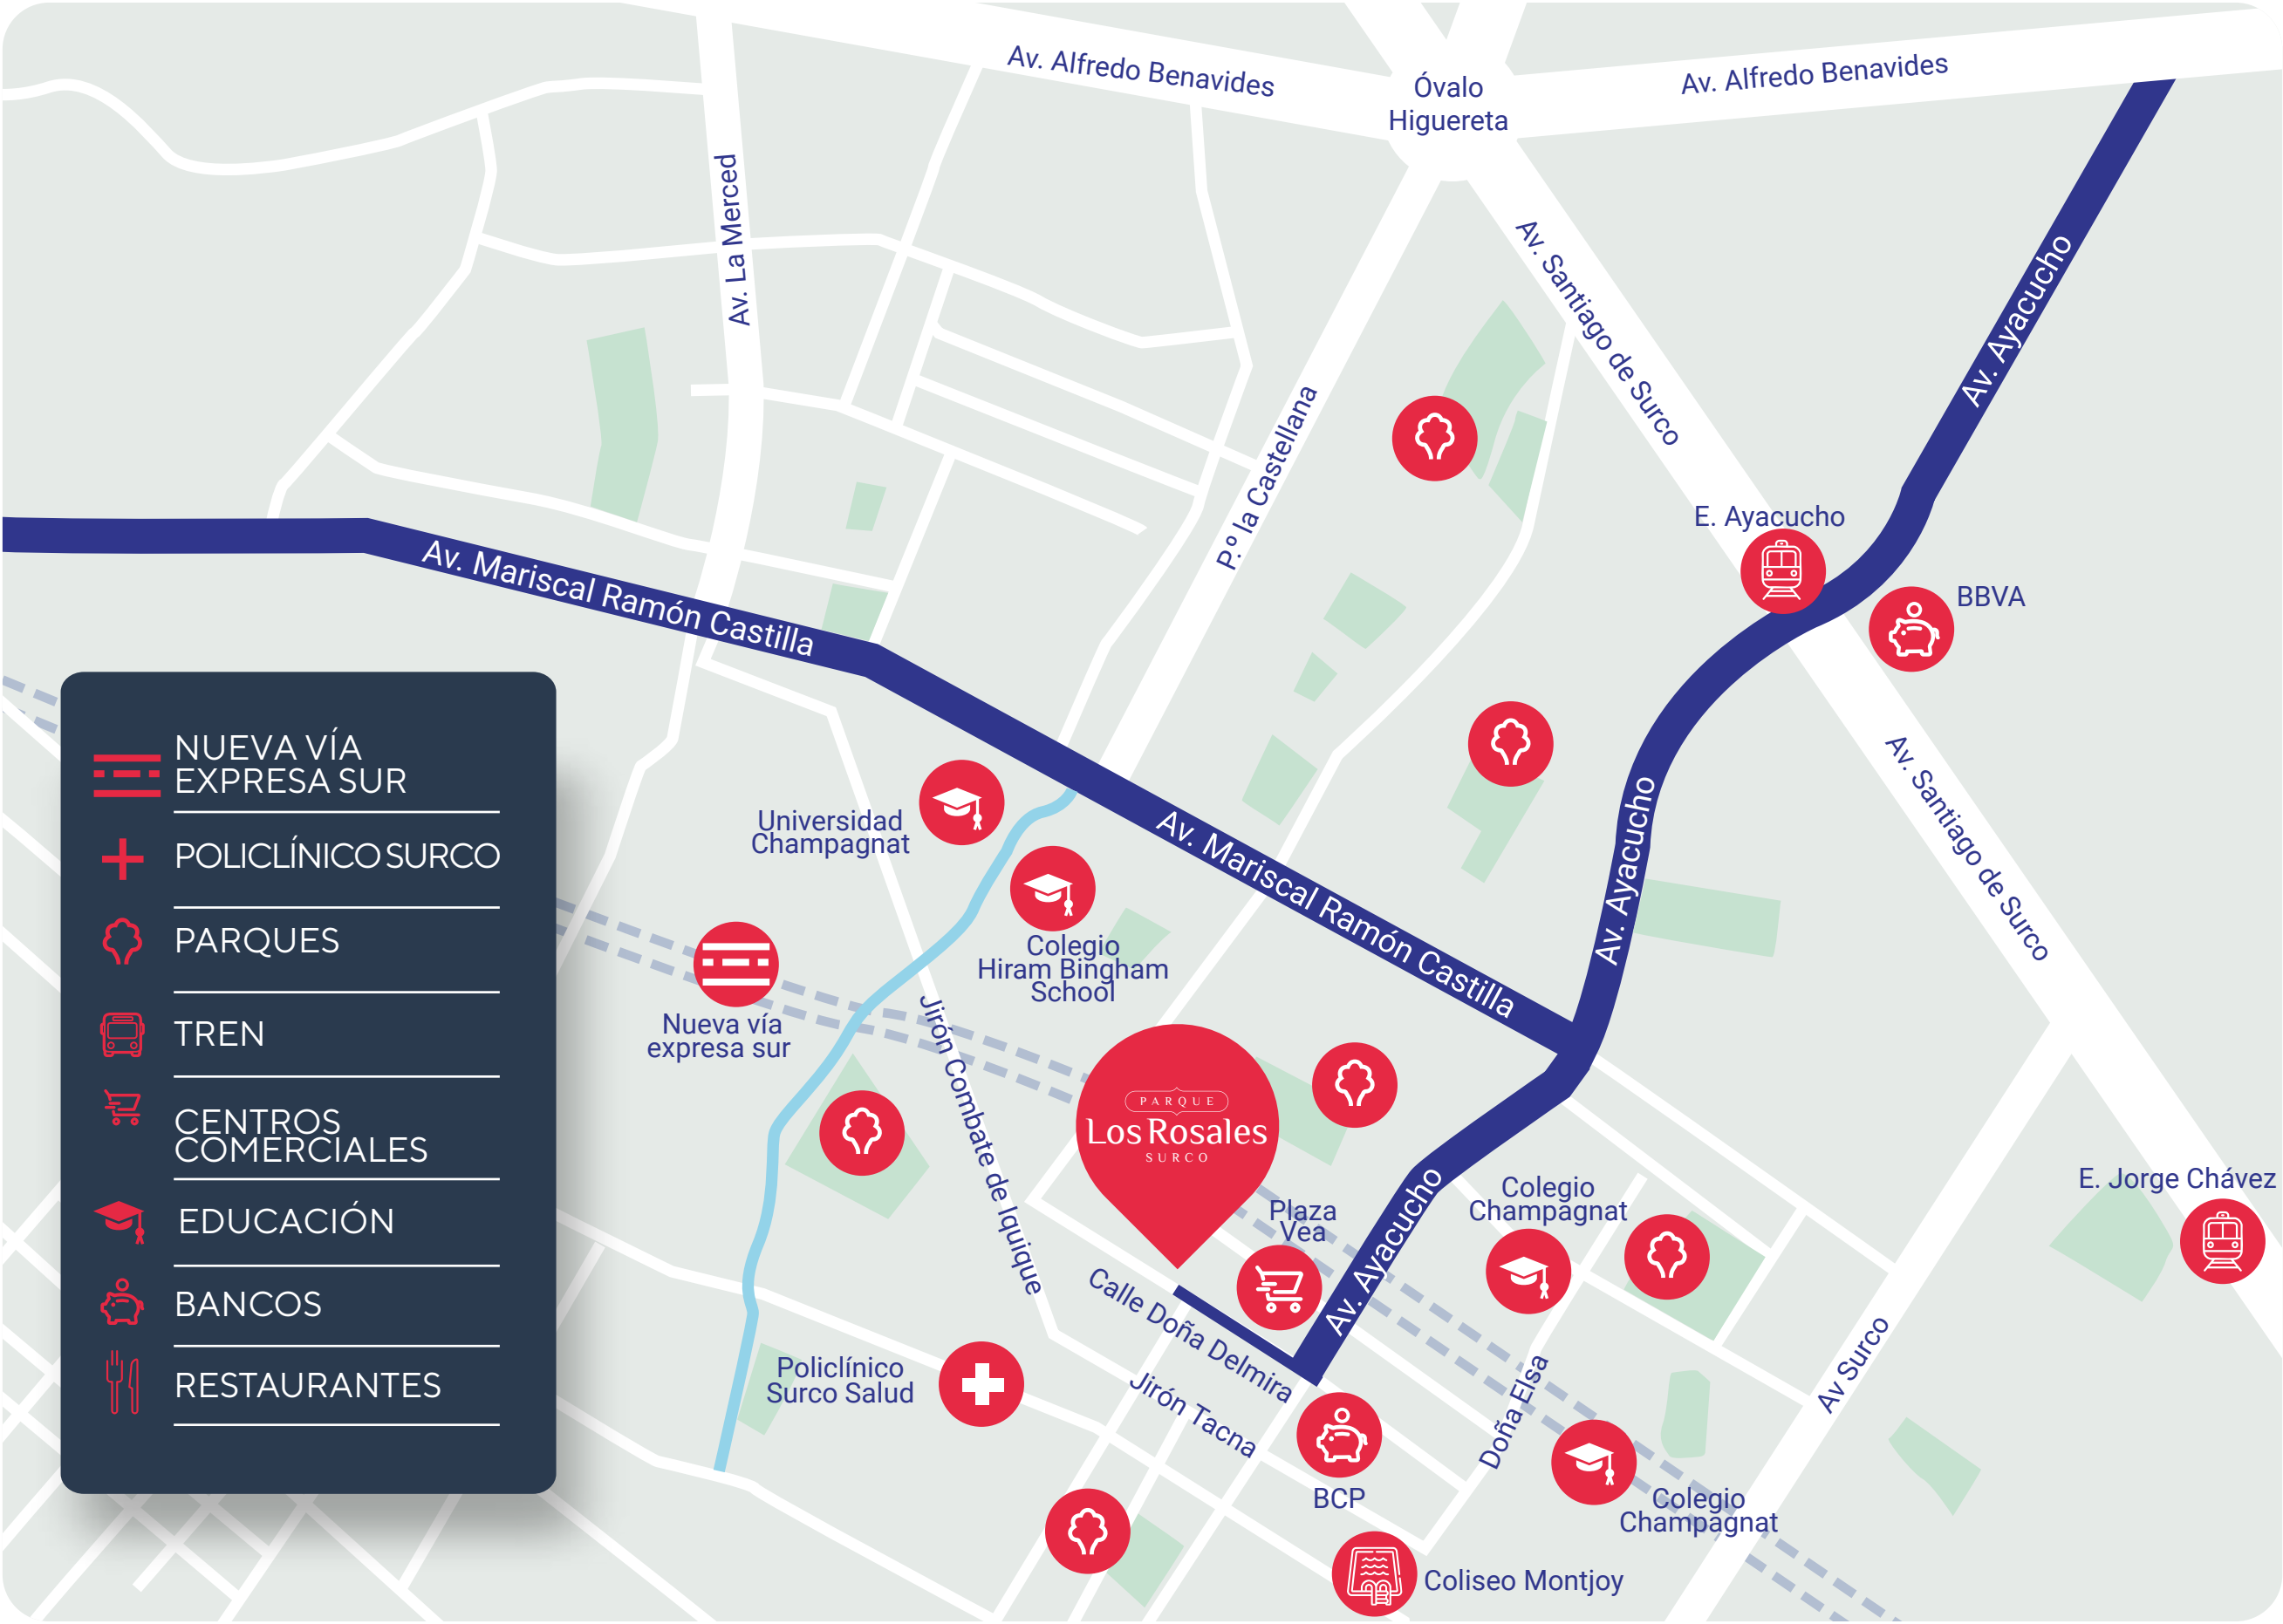 Av. Alfredo Benavides
Óvalo
Higuereta
Av. Alfredo Benavides
Av. La Merced
Av. Santiago de Surco
Av. Ayacucho
P.º la Castellana
E. Ayacucho
BBVA
Av. Mariscal Ramón Castilla
Av. Santiago de Surco
Av. Ayacucho
Universidad
Champagnat
Av. Mariscal Ramón Castilla
Colegio
Hiram Bingham
School
Nueva vía
expresa sur
Jirón Combate de Iquique
PARQUE
Los Rosales
SURCO
Plaza
Vea
Av. Ayacucho
Colegio
Champagnat
E. Jorge Chávez
Calle Doña Delmira
Jirón Tacna
Policlínico
Surco Salud
Doña Elsa
Av Surco
BCP
Colegio
Champagnat
Coliseo Montjoy
NUEVA VÍA
EXPRESA SUR
POLICLÍNICO SURCO
PARQUES
TREN
CENTROS
COMERCIALES
EDUCACIÓN
BANCOS
RESTAURANTES